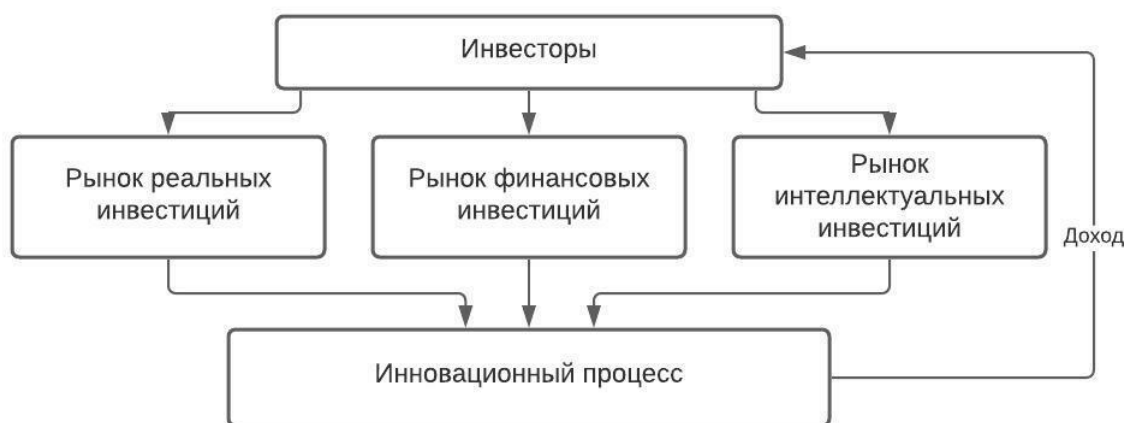 Инвесторы
Рынок реальных
инвестиций
Рынок финансовых
инвестиций
Рынок
интеллектуальных
инвестиций
Доход
Инновационный процесс